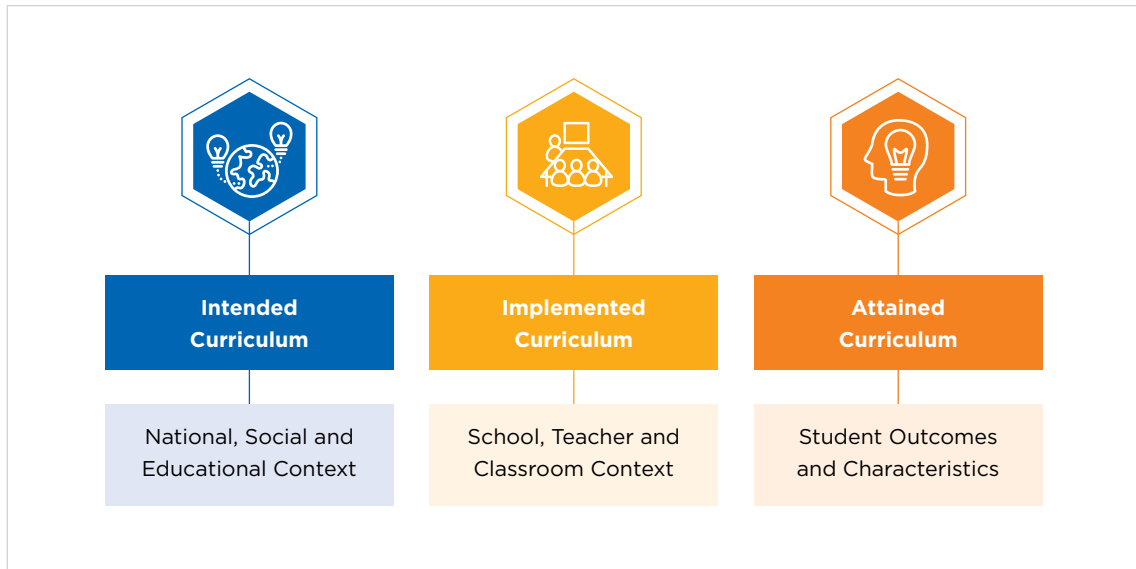 Intended
Curriculum
National, Social and
Educational Context
Implemented
Curriculum
School, Teacher and
Classroom Context
Attained
Curriculum
Student Outcomes
and Characteristics